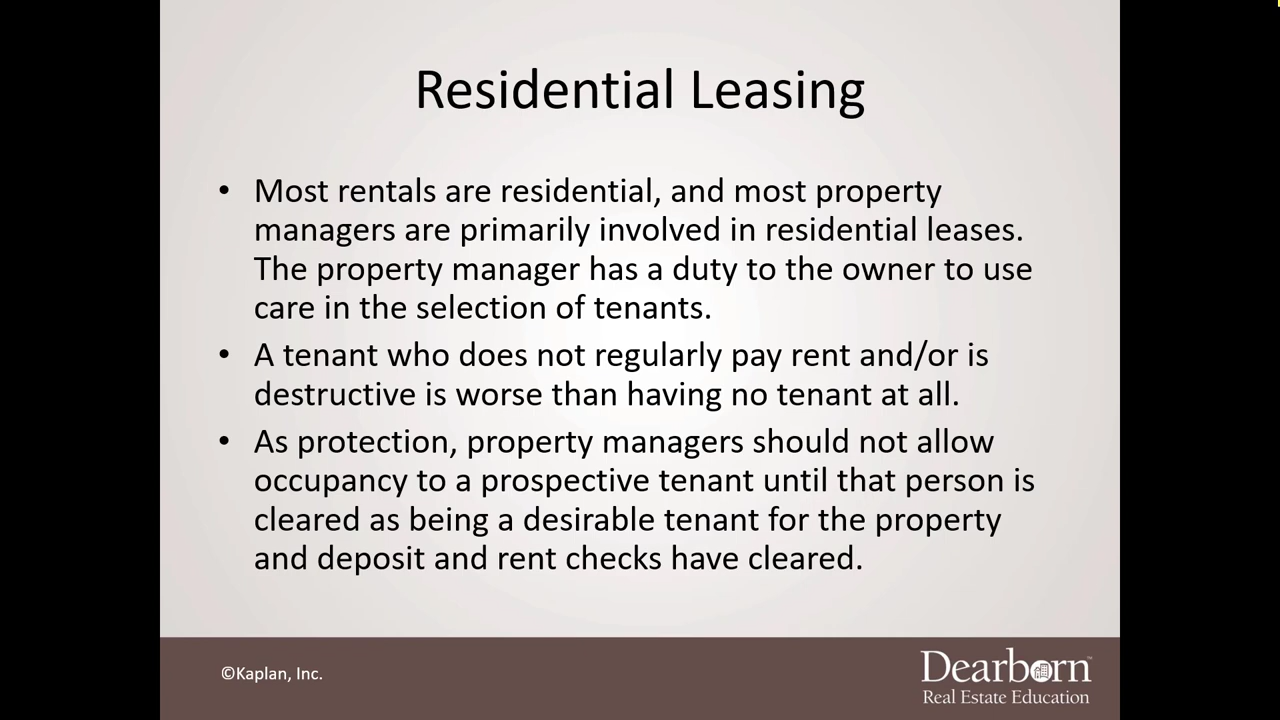 Residential Leasing
• Most rentals are residential, and most property
managers are primarily involved in residential leases.
The property manager has a duty to the owner to use
care in the selection of tenants.
• A tenant who does not regularly pay rent and/or is
destructive is worse than having no tenant at all.
• As protection, property managers should not allow
occupancy to a prospective tenant until that person is
cleared as being a desirable tenant for the property
and deposit and rent checks have cleared.
©Kaplan, Inc.
Dearborn™
Real Estate Education